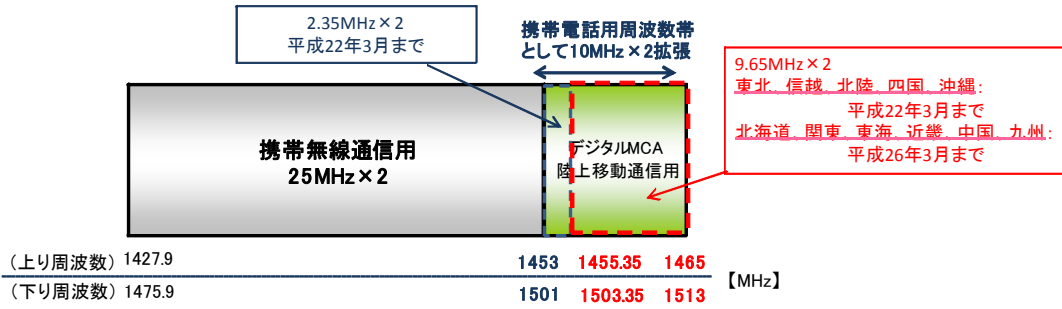 2.35MHz×2
平成22年3月まで
携帯電話用周波数帯
として10MHz×2拡張
9.65MHz×2
東北、信越、北陸、四国、沖縄:
平成22年3月まで
北海道、関東、東海、近畿、中国、九州:
平成26年3月まで
携帯無線通信用
25MHz×2
デジタルMCA
陸上移動通信用
(上り周波数) 1427.9 1453 1455.35 1465
(下り周波数) 1475.9 1501 1503.35 1513
【MHz】